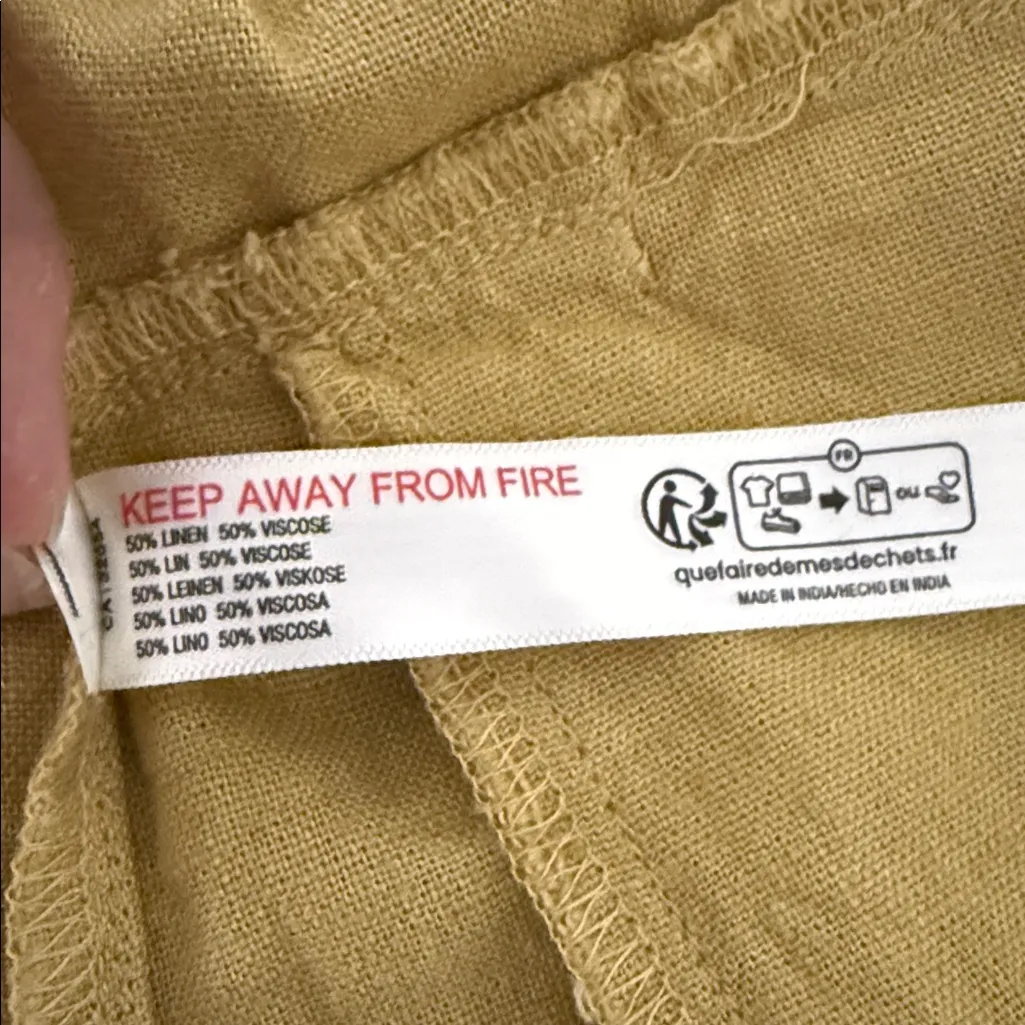 KEEP AWAY FROM FIRE
50% LINEN 50% VISCOSE
50% LIN 50% VISCOSE
50% LEINEN 50% VISKOSE
50% LINO 50% VISCOSA
50% LINO 50% VISCOSA
FR
ou
quefairedemesdechets.fr
MADE IN INDIA/HECHO EN INDIA